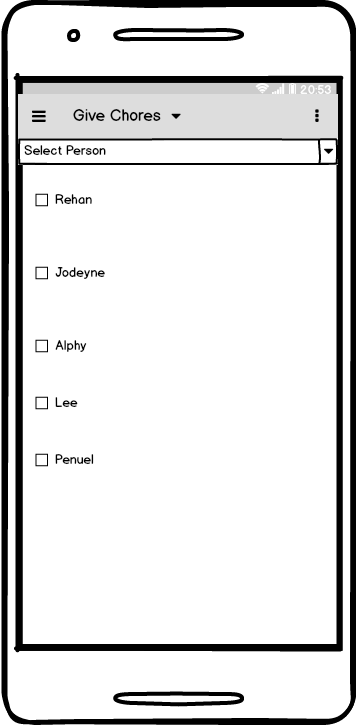 20:53
Give Chores
Select Person
Rehan
Jodeyne
Alphy
Lee
Penuel